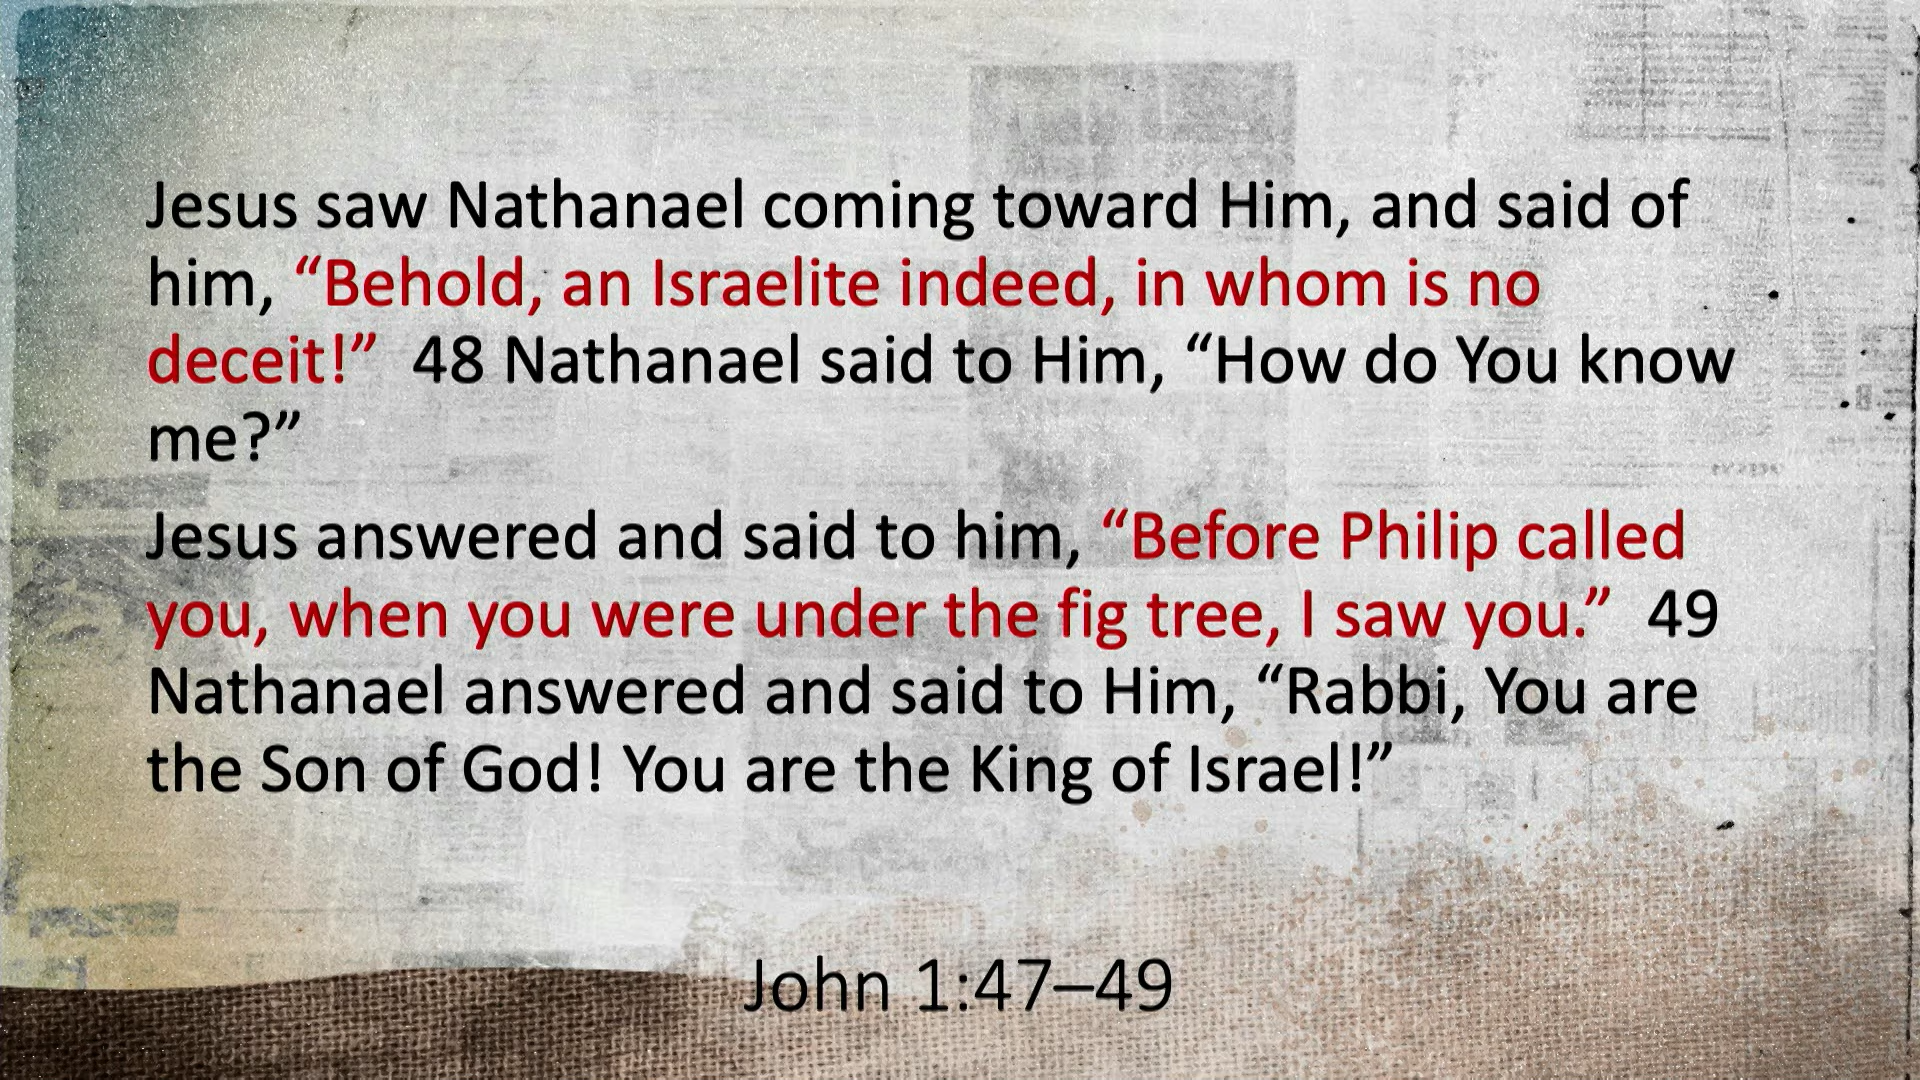 Jesus saw Nathanael coming toward Him, and said of
him, “Behold, an Israelite indeed, in whom is no
deceit!”  48 Nathanael said to Him, “How do You know
me?”
Jesus answered and said to him, “Before Philip called
you, when you were under the fig tree, I saw you.”  49
Nathanael answered and said to Him, “Rabbi, You are
the Son of God! You are the King of Israel!”
John 1:47–49